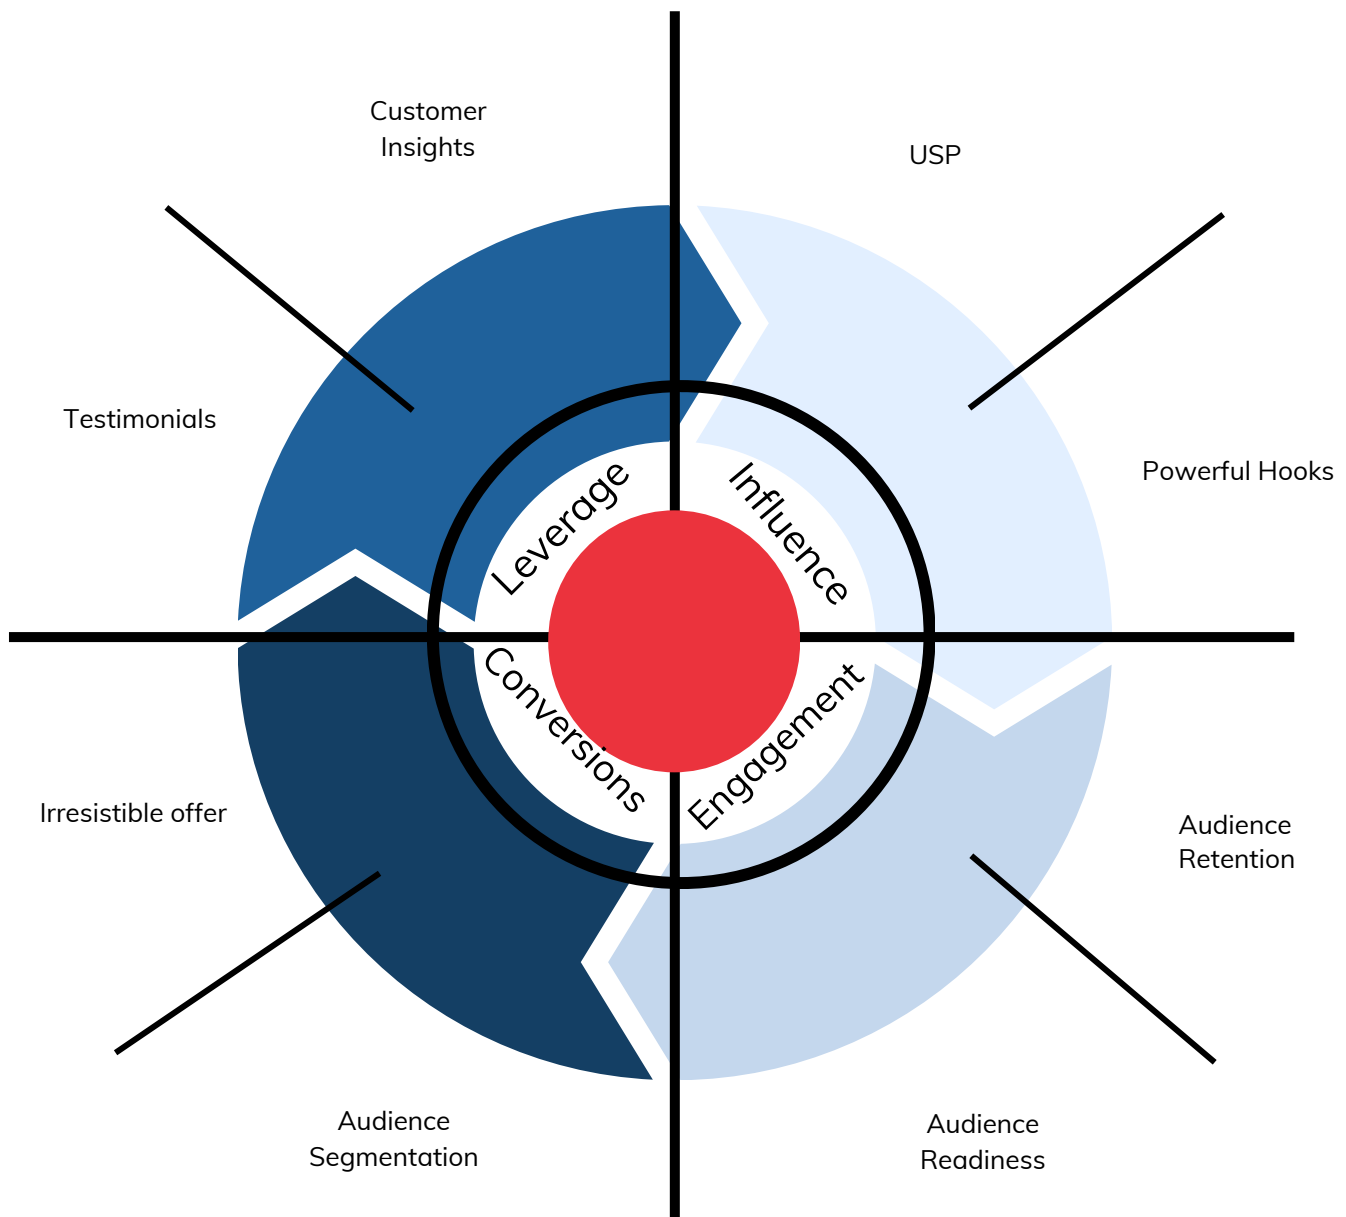 Customer
Insights
USP
Testimonials
Powerful Hooks
Leverage
Influence
Conversions
Engagement
Irresistible offer
Audience
Retention
Audience
Segmentation
Audience
Readiness